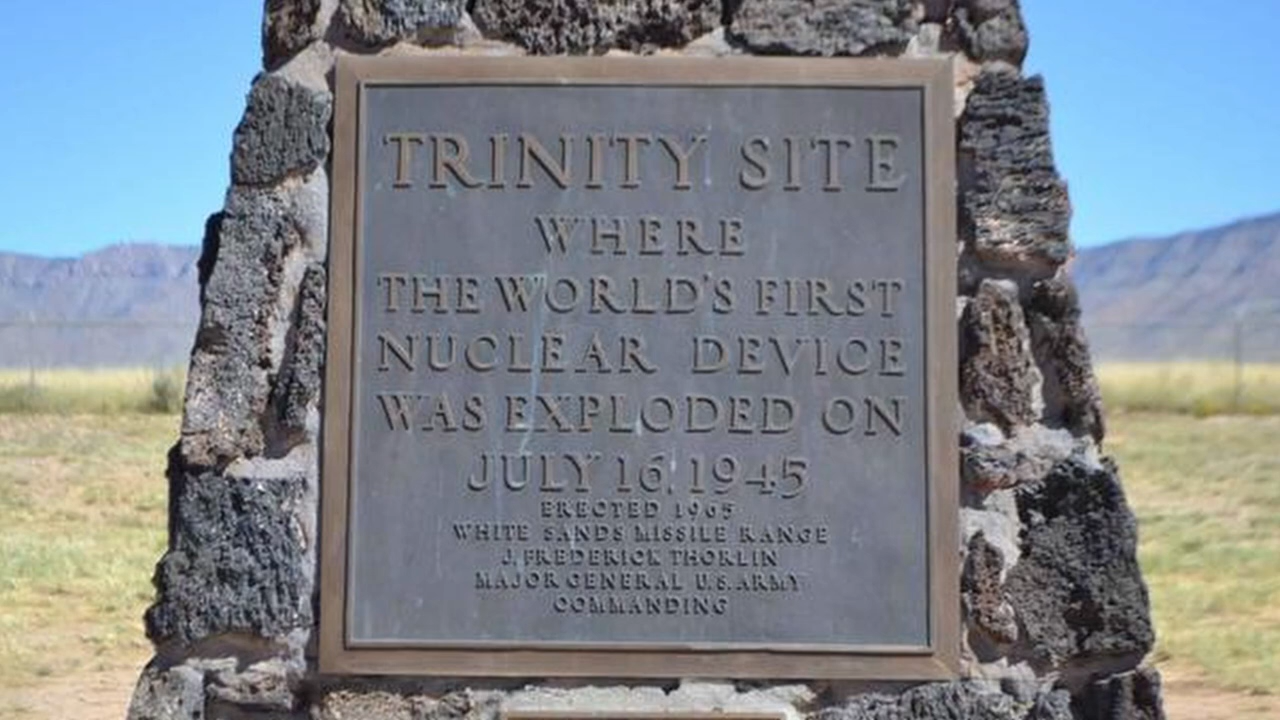 TRINITY SITE
WHERE
THE WORLD'S FIRST
NUCLEAR DEVICE
WAS EXPLODED ON
JULY 16, 1945
ERECTED 1965
WHITE SANDS MISSILE RANGE
J. FREDERICK THORLIN
MAJOR GENERAL U.S. ARMY
COMMANDING